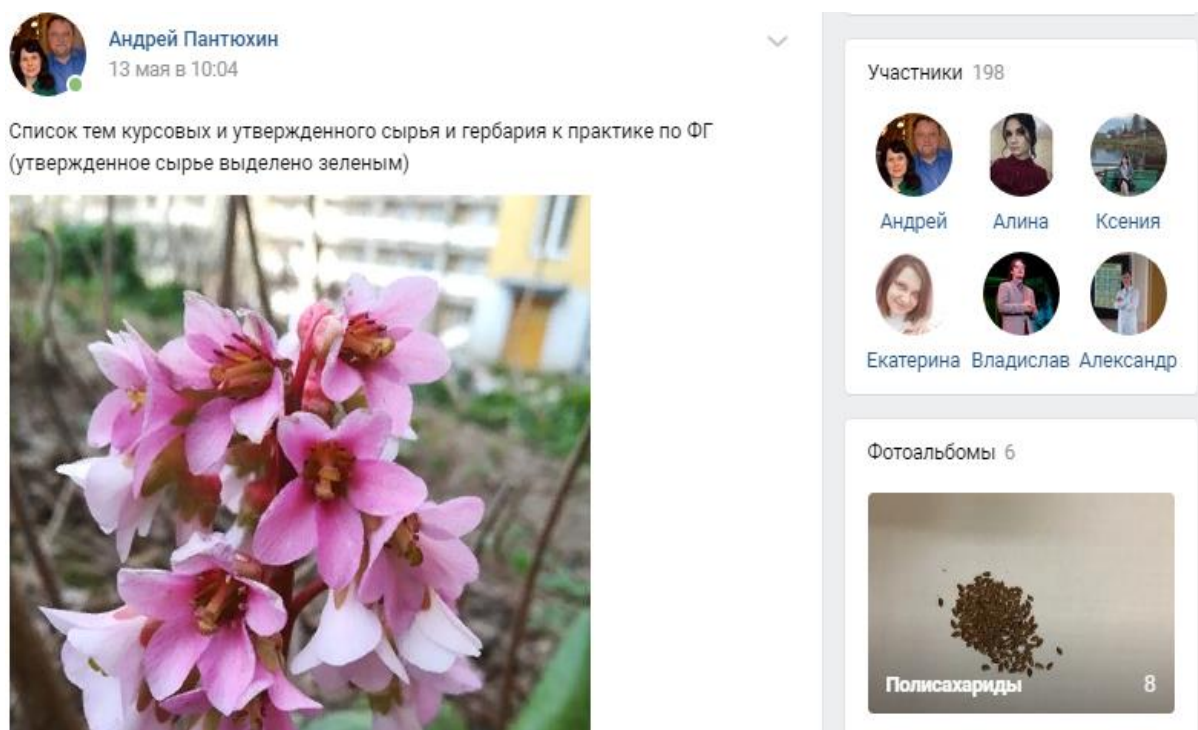 Андрей Пантюхин
13 мая в 10:04
Список тем курсовых и утвержденного сырья и гербария к практике по ФГ
(утвержденное сырье выделено зеленым)
Участники 198
Андрей Алина Ксения
Екатерина Владислав Александр
Фотоальбомы 6
Полисахариды 8